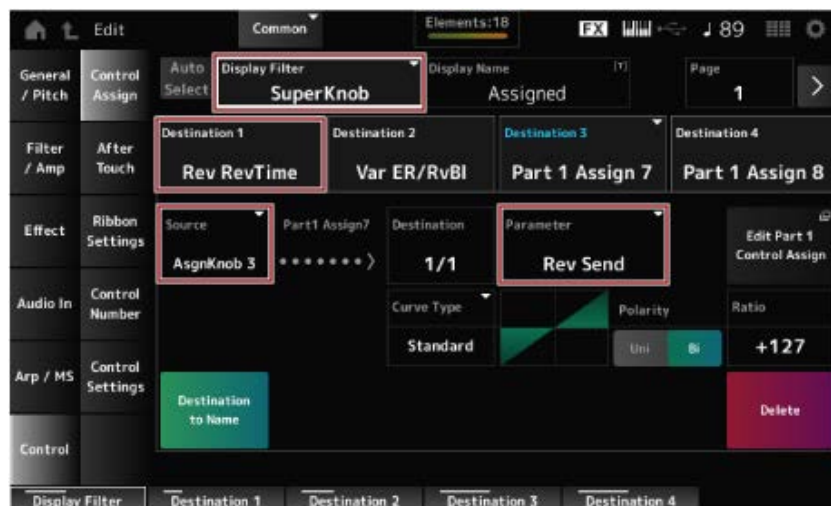 Edit
Common
Elements:18
FX
♩ 89
General / Pitch
Control Assign
Auto Select
Display Filter
SuperKnob
Display Name
[T]
Assigned
Page
1
>
Filter / Amp
After Touch
Destination 1
Rev RevTime
Destination 2
Var ER/RvBl
Destination 3
Part 1 Assign 7
Destination 4
Part 1 Assign 8
Effect
Ribbon Settings
Source
AsgnKnob 3
Part1 Assign7
Destination
1/1
Parameter
Rev Send
Edit Part 1
Control Assign
Audio In
Control Number
Curve Type
Standard
Polarity
Uni
Bi
Ratio
+127
Arp / MS
Control Settings
Destination
to Name
Delete
Control
Display Filter
Destination 1
Destination 2
Destination 3
Destination 4